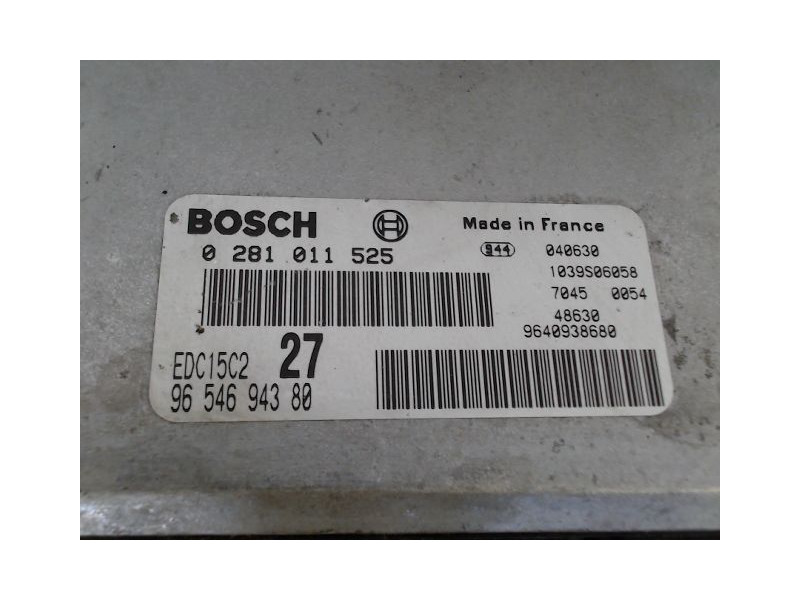 BOSCH
Made in France
0 281 011 525
944 040630
1039S06058
7045 0054
48630
9640938680
EDC15C2 27
96 546 943 80